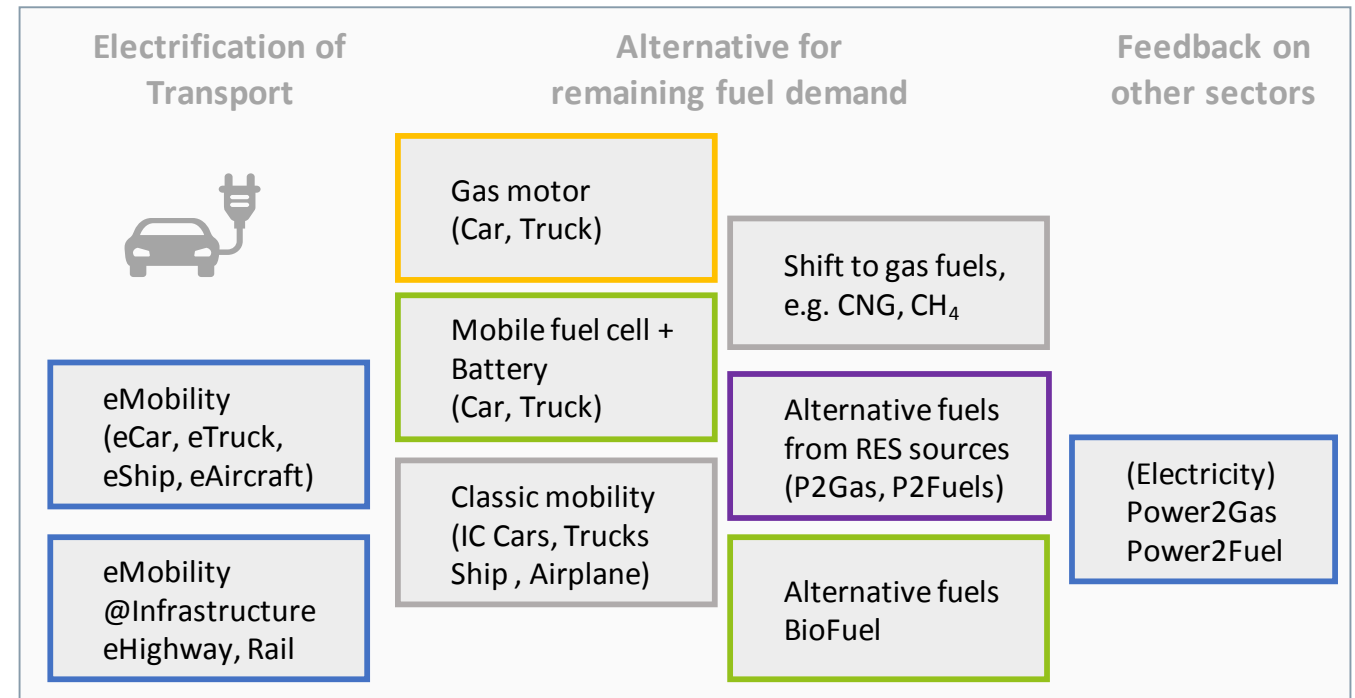 Electrification of
Transport
Alternative for
remaining fuel demand
Feedback on
other sectors
eMobility
(eCar, eTruck,
eShip, eAircraft)
eMobility
@Infrastructure
eHighway, Rail
Gas motor
(Car, Truck)
Mobile fuel cell +
Battery
(Car, Truck)
Classic mobility
(IC Cars, Trucks
Ship , Airplane)
Shift to gas fuels,
e.g. CNG, CH₄
Alternative fuels
from RES sources
(P2Gas, P2Fuels)
Alternative fuels
BioFuel
(Electricity)
Power2Gas
Power2Fuel